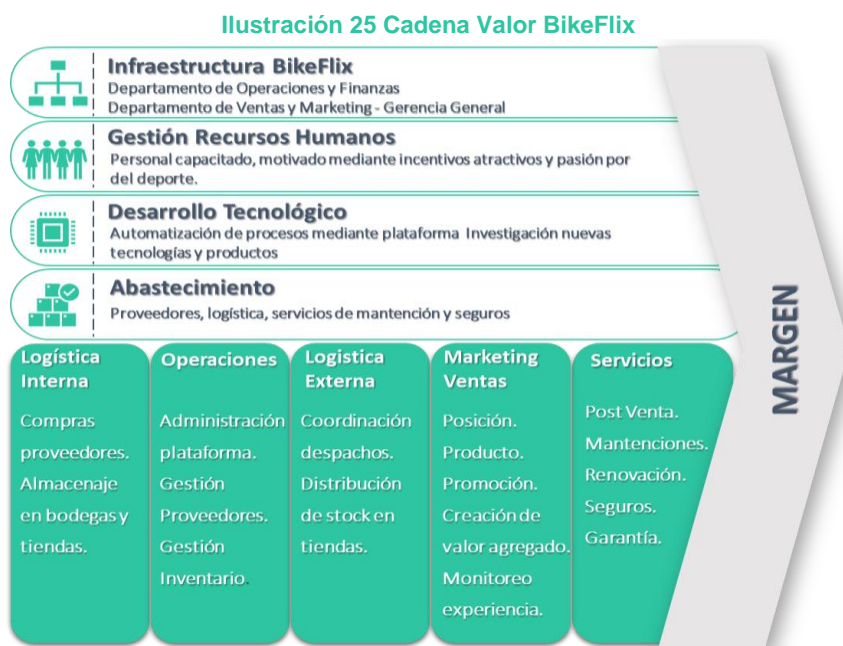 Ilustración 25 Cadena Valor BikeFlix
Infraestructura BikeFlix
Departamento de Operaciones y Finanzas
Departamento de Ventas y Marketing - Gerencia General
Gestión Recursos Humanos
Personal capacitado, motivado mediante incentivos atractivos y pasión por
del deporte.
Desarrollo Tecnológico
Automatización de procesos mediante plataforma Investigación nuevas
tecnologías y productos
Abastecimiento
Proveedores, logística, servicios de mantención y seguros
Logística
Interna
Compras
proveedores.
Almacenaje
en bodegas y
tiendas.
Operaciones
Administración
plataforma.
Gestión
Proveedores.
Gestión
Inventario.
Logistica
Externa
Coordinación
despachos.
Distribución
de stock en
tiendas.
Marketing
Ventas
Posición.
Producto.
Promoción.
Creación de
valor agregado.
Monitoreo
experiencia.
Servicios
Post Venta.
Mantenciones.
Renovación.
Seguros.
Garantía.
MARGEN